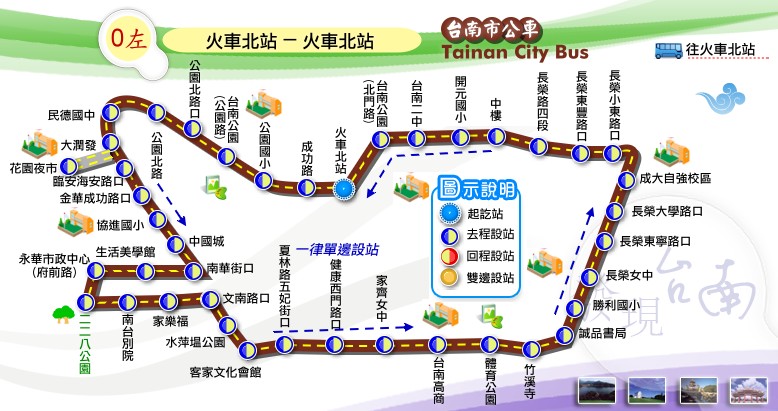 0左
火車北站 － 火車北站
台南市公車
Tainan City Bus
往火車北站
火車北站
成功路
公園國小
台南公園
(公園路)
公園北路口
公園北路
民德國中
大潤發
花園夜市
臨安海安路口
金華成功路口
協進國小
中國城
南華街口
生活美學館
永華市政中心
(府前路)
二二八公園
南台別院
家樂福
文南路口
水萍塭公園
客家文化會館
夏林路五妃街口
健康西門路口
家齊女中
台南高商
體育公園
竹溪寺
誠品書局
勝利國小
長榮女中
長榮東寧路口
長榮大學路口
成大自強校區
長榮小東路口
長榮東豐路口
長榮路四段
中樓
開元國小
台南二中
台南公園
(北門路)
一律單邊設站
圖示說明
起訖站
去程設站
回程設站
雙邊設站
發現
台南